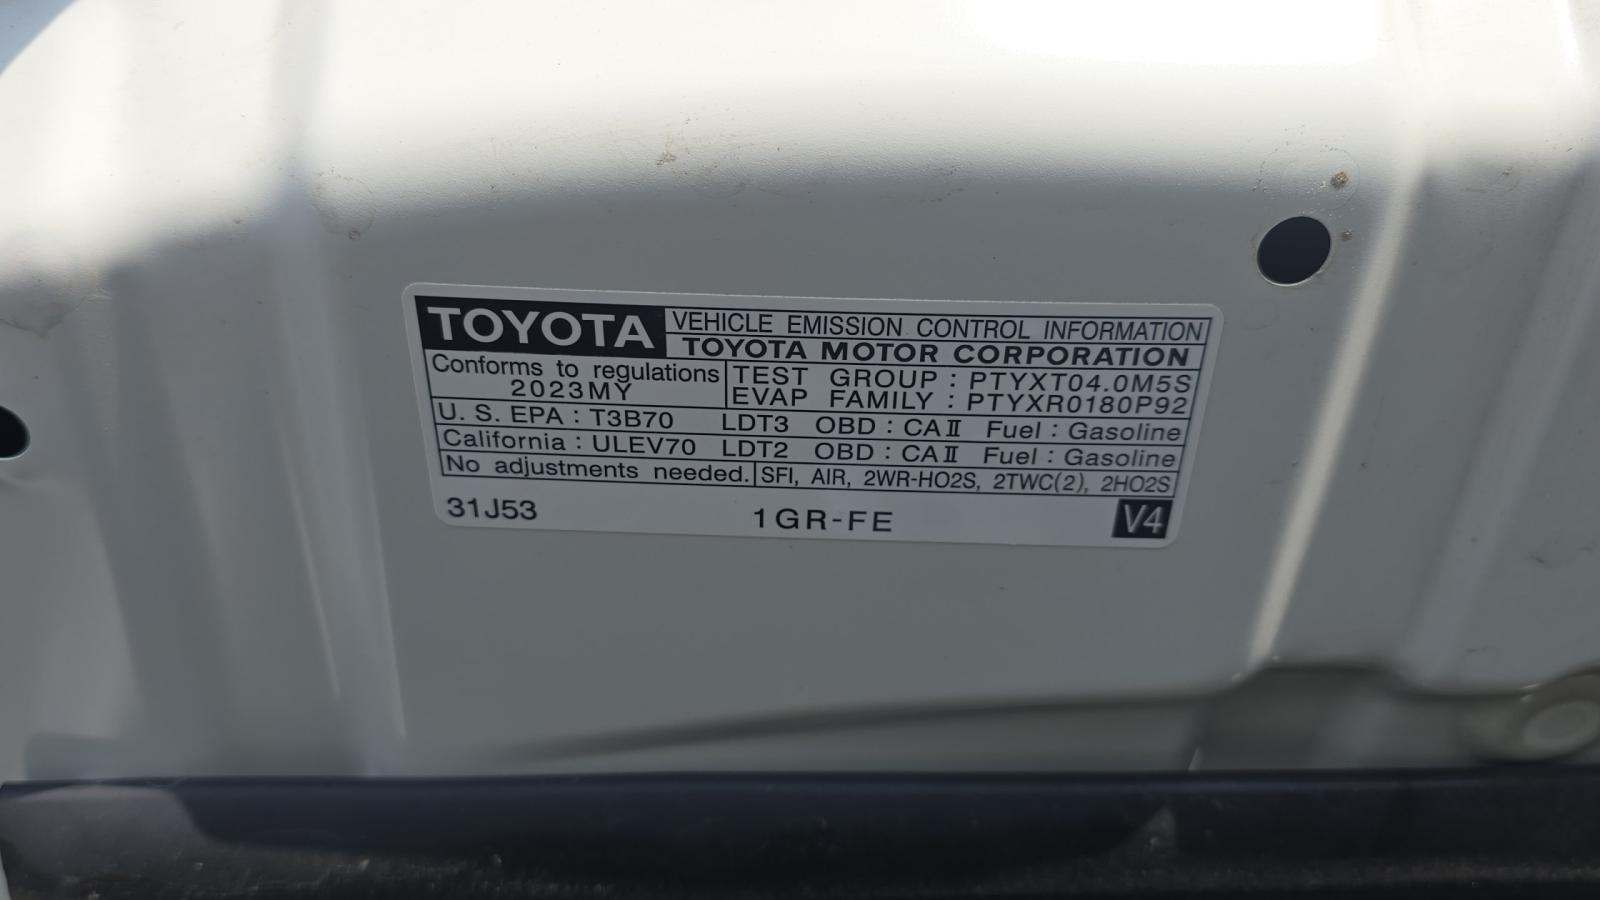 TOYOTA VEHICLE EMISSION CONTROL INFORMATION
TOYOTA MOTOR CORPORATION
Conforms to regulations
2023MY
TEST GROUP : PTYXT04.0M5S
EVAP FAMILY : PTYXR0180P92
U. S. EPA : T3B70 LDT3 OBD : CAⅡ Fuel : Gasoline
California : ULEV70 LDT2 OBD : CAⅡ Fuel : Gasoline
No adjustments needed. SFI, AIR, 2WR-HO2S, 2TWC(2), 2HO2S
31J53 1GR-FE V4